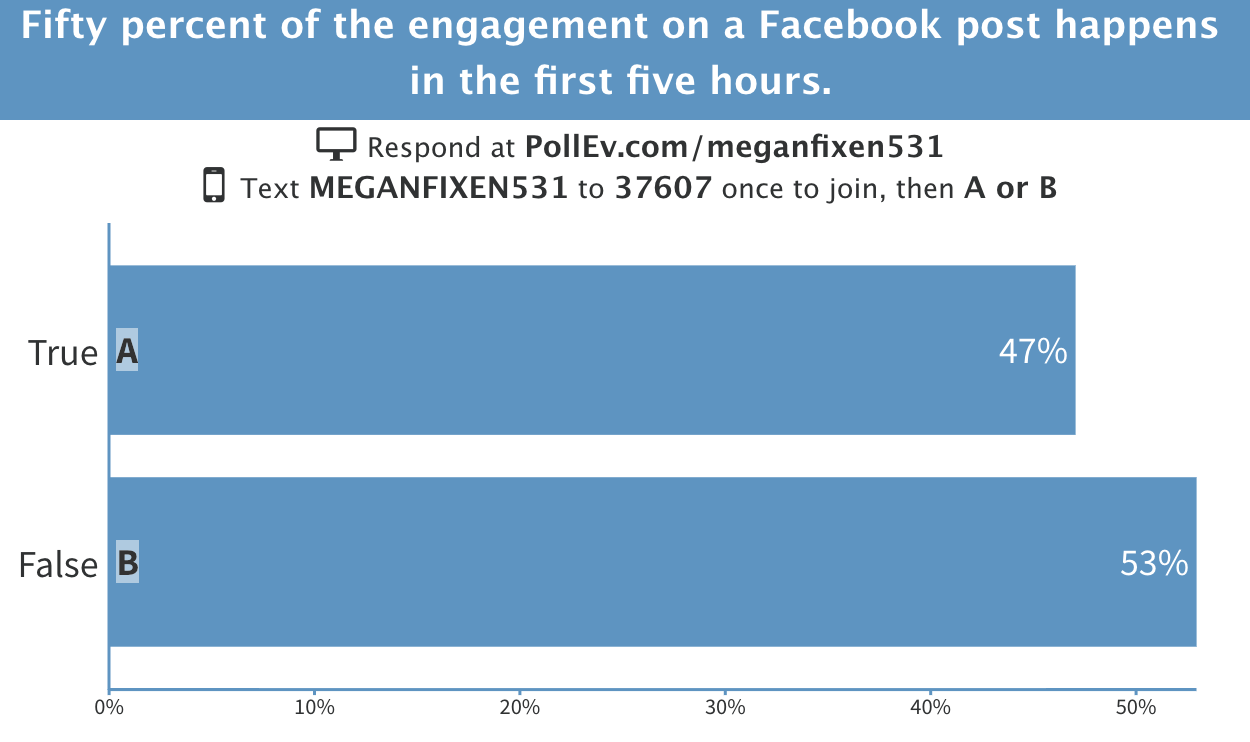 Fifty percent of the engagement on a Facebook post happens
in the first five hours.
Respond at PollEv.com/meganfixen531
Text MEGANFIXEN531 to 37607 once to join, then A or B
True A 47%
False B 53%
0% 10% 20% 30% 40% 50%